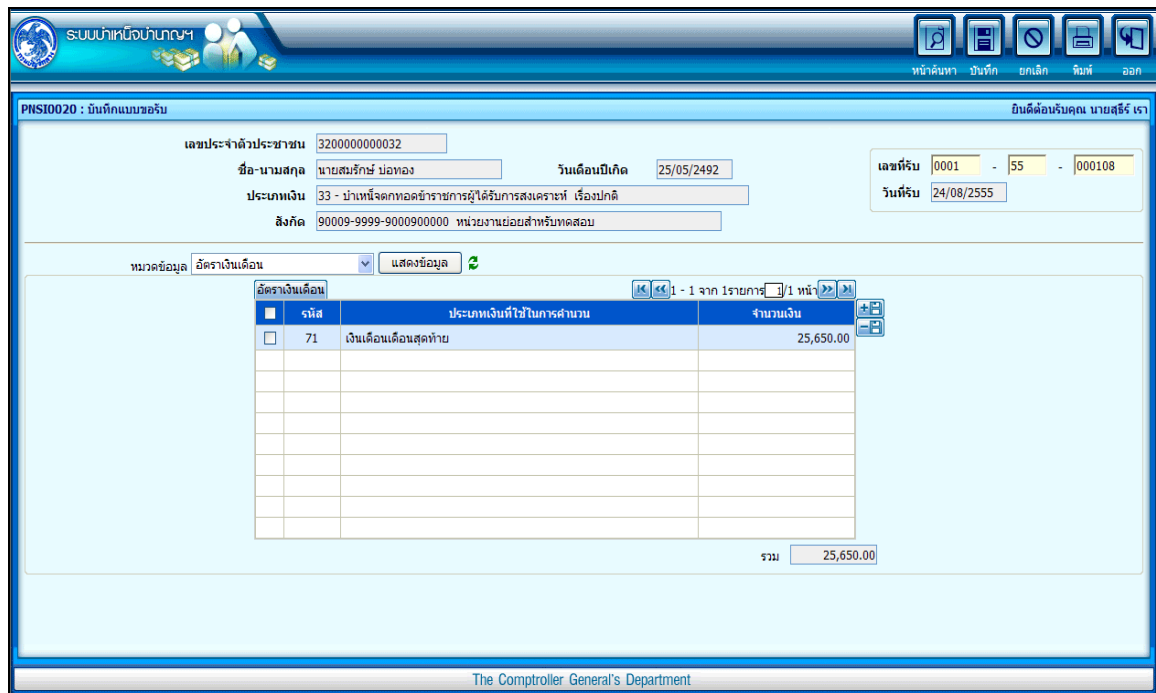 ระบบบำเหน็จบำนาญฯ
หน้าค้นหา บันทึก ยกเลิก พิมพ์ ออก
PNSI0020 : บันทึกแบบขอรับ ยินดีต้อนรับคุณ นายสุธีร์ เรา
เลขประจำตัวประชาชน 3200000000032
ชื่อ-นามสกุล นายสมรักษ์ บ่อทอง วันเดือนปีเกิด 25/05/2492 เลขที่รับ 0001 - 55 - 000108
ประเภทเงิน 33 - บำเหน็จตกทอดข้าราชการผู้ได้รับการสงเคราะห์ เรื่องปกติ วันที่รับ 24/08/2555
สังกัด 90009-9999-9000900000 หน่วยงานย่อยสำหรับทดสอบ
หมวดข้อมูล อัตราเงินเดือน แสดงข้อมูล
อัตราเงินเดือน 1 - 1 จาก 1รายการ 1/1 หน้า
รหัส ประเภทเงินที่ใช้ในการคำนวน จำนวนเงิน
71 เงินเดือนเดือนสุดท้าย 25,650.00
รวม 25,650.00
The Comptroller General's Department